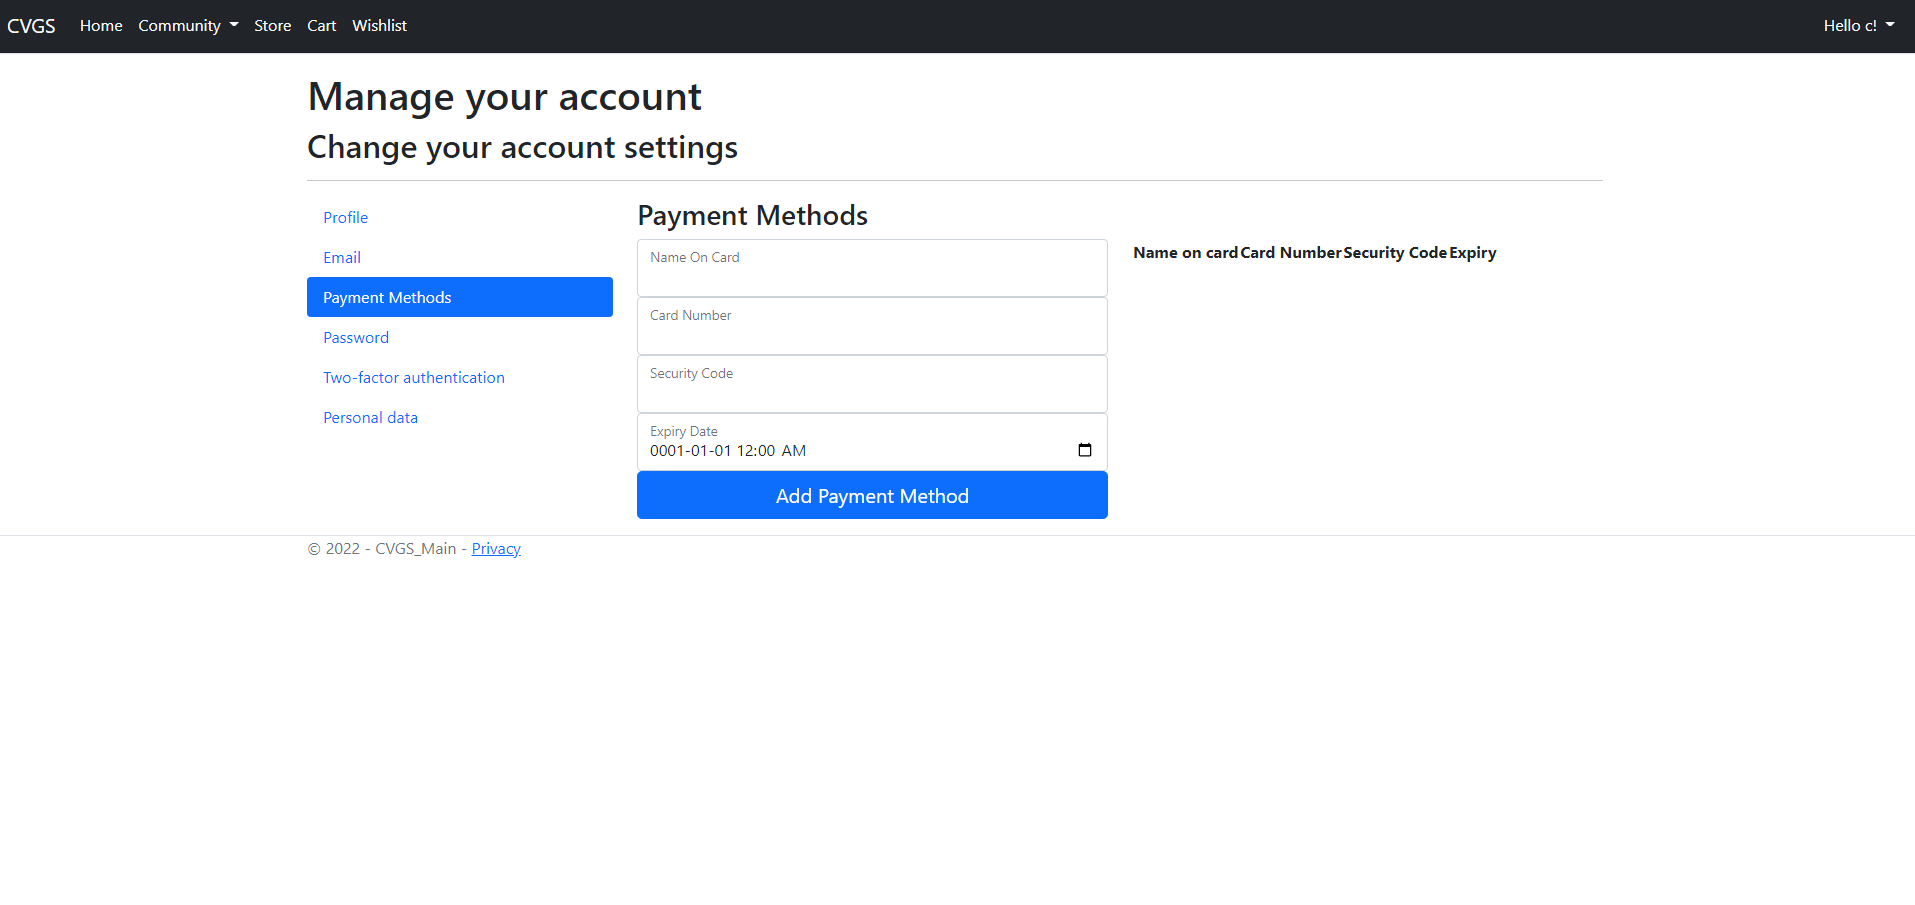 CVGS Home Community Store Cart Wishlist Hello c!
Manage your account
Change your account settings
Profile
Email
Payment Methods
Password
Two-factor authentication
Personal data
Payment Methods
Name On Card
Card Number
Security Code
Expiry Date
0001-01-01 12:00 AM
Add Payment Method
Name on card Card Number Security Code Expiry
© 2022 - CVGS_Main - Privacy